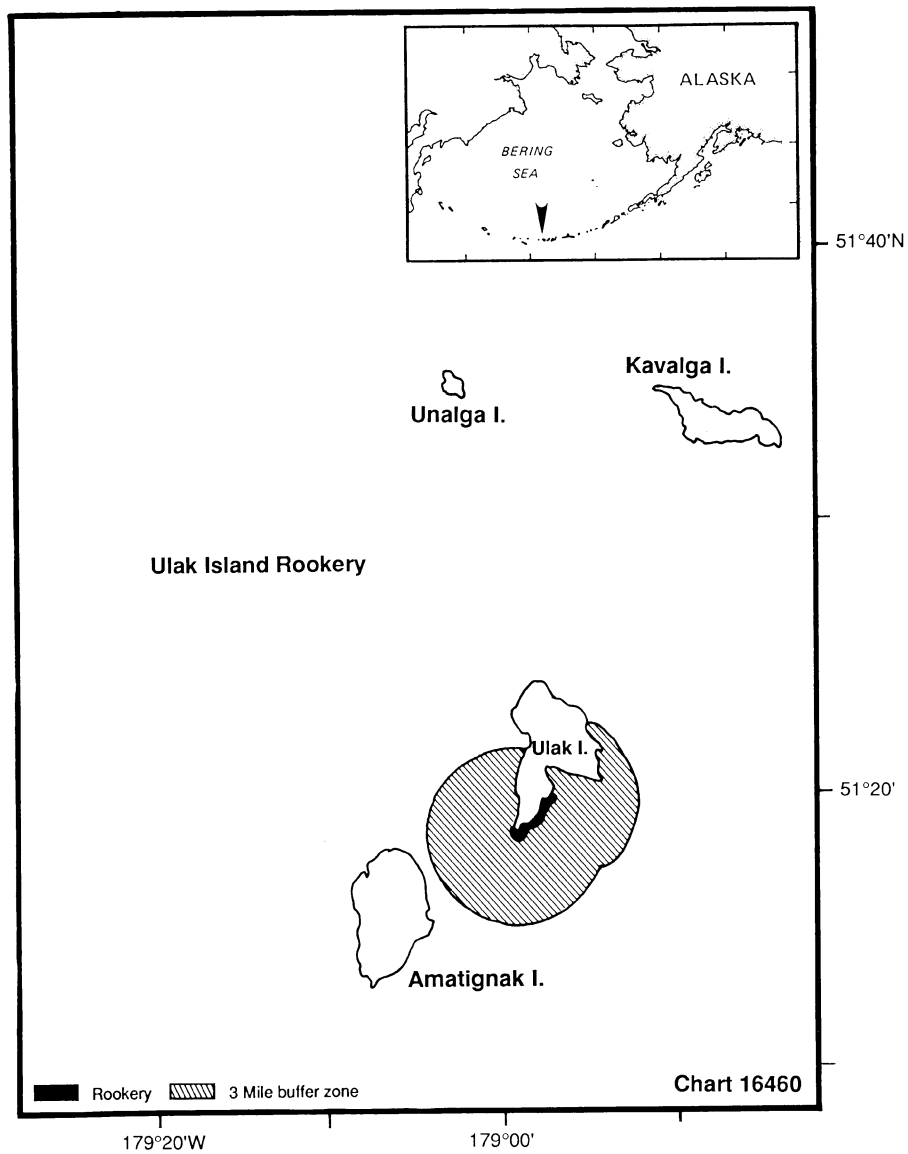 ALASKA
BERING
SEA
51°40'N
Kavalga I.
Unalga I.
Ulak Island Rookery
Ulak I.
51°20'
Amatignak I.
Rookery
3 Mile buffer zone
Chart 16460
179°20'W
179°00'